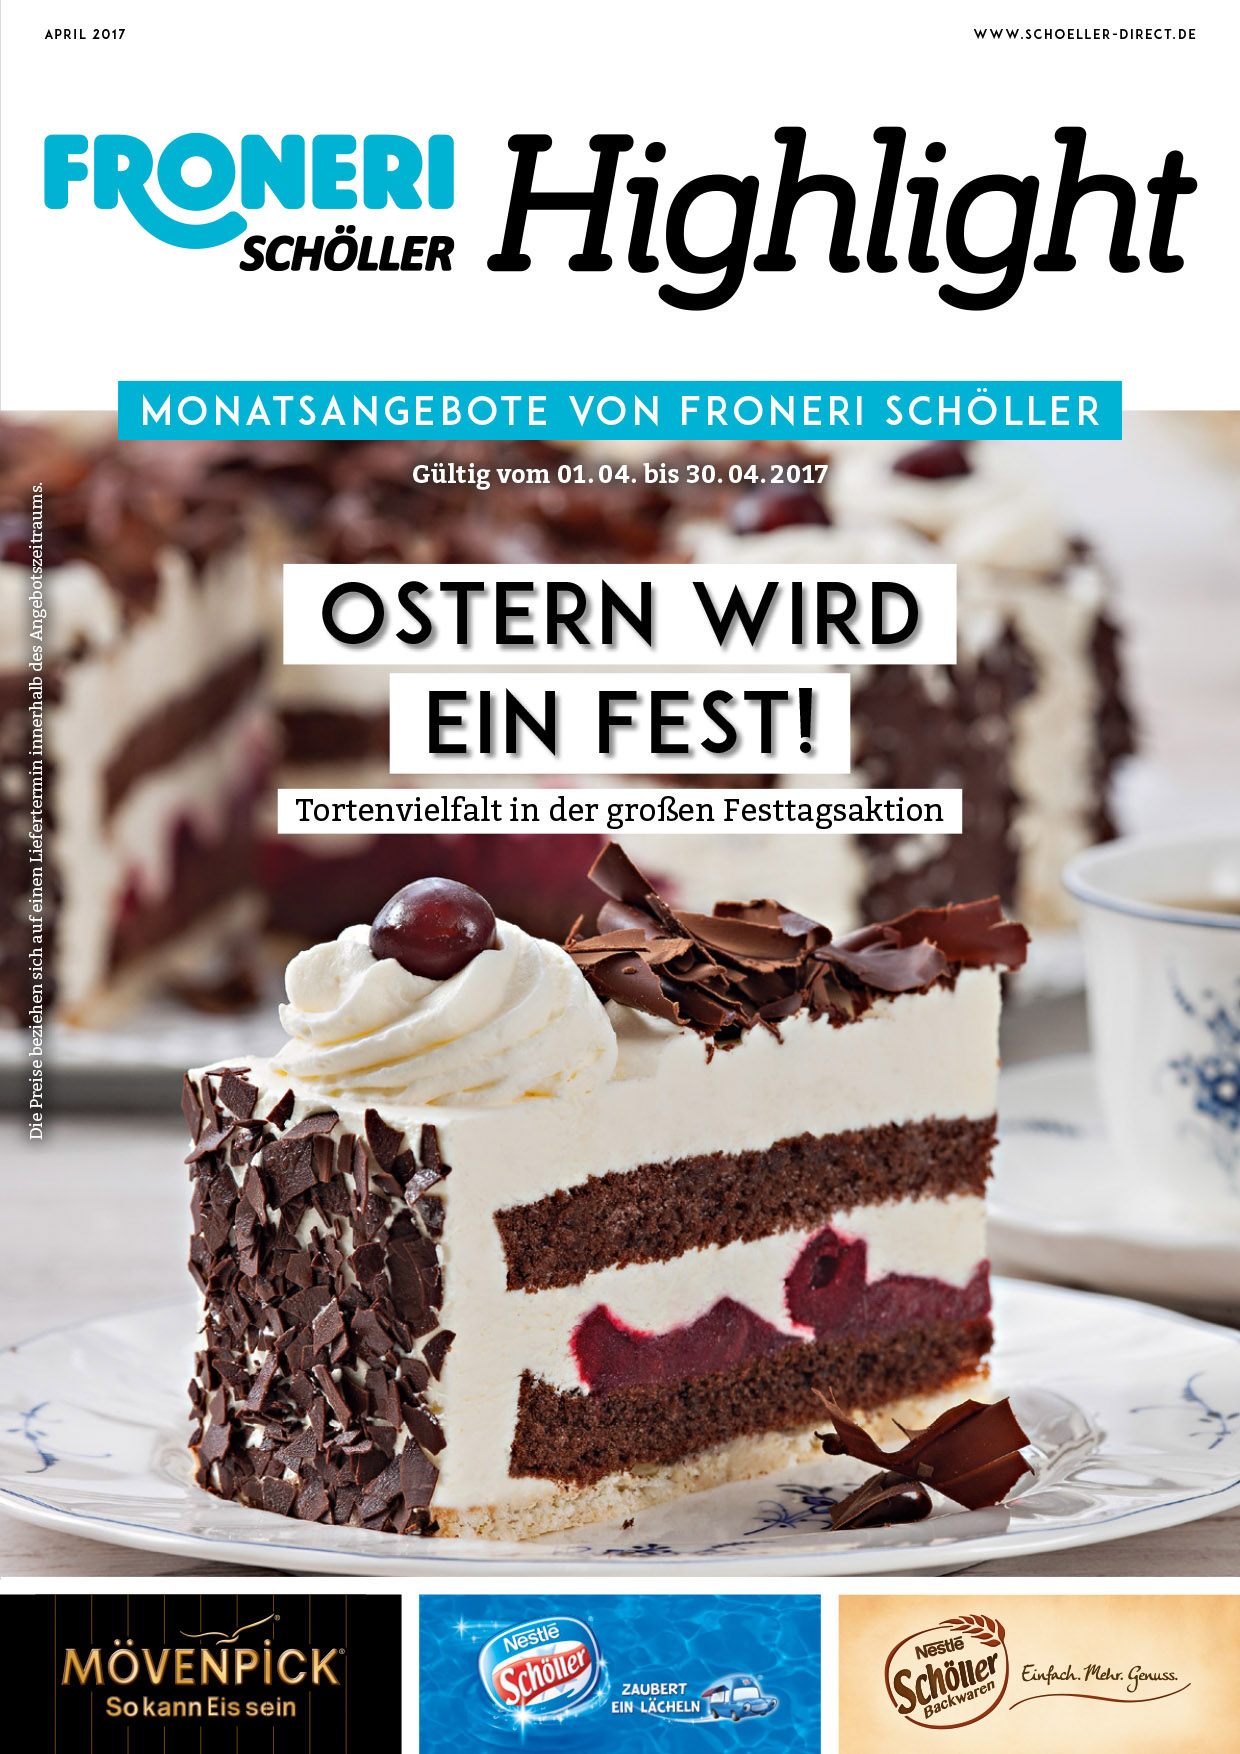 APRIL 2017
WWW.SCHOELLER-DIRECT.DE
FRONERI
SCHÖLLER
Highlight
MONATSANGEBOTE VON FRONERI SCHÖLLER
Gültig vom 01. 04. bis 30. 04. 2017
OSTERN WIRD
EIN FEST!
Tortenvielfalt in der großen Festtagsaktion
Die Preise beziehen sich auf einen Liefertermin innerhalb des Angebotszeitraums.
MÖVENPICK®
So kann Eis sein
Nestlé
Schöller
ZAUBERT
EIN LÄCHELN
Nestlé
Schöller
Backwaren
Einfach. Mehr. Genuss.